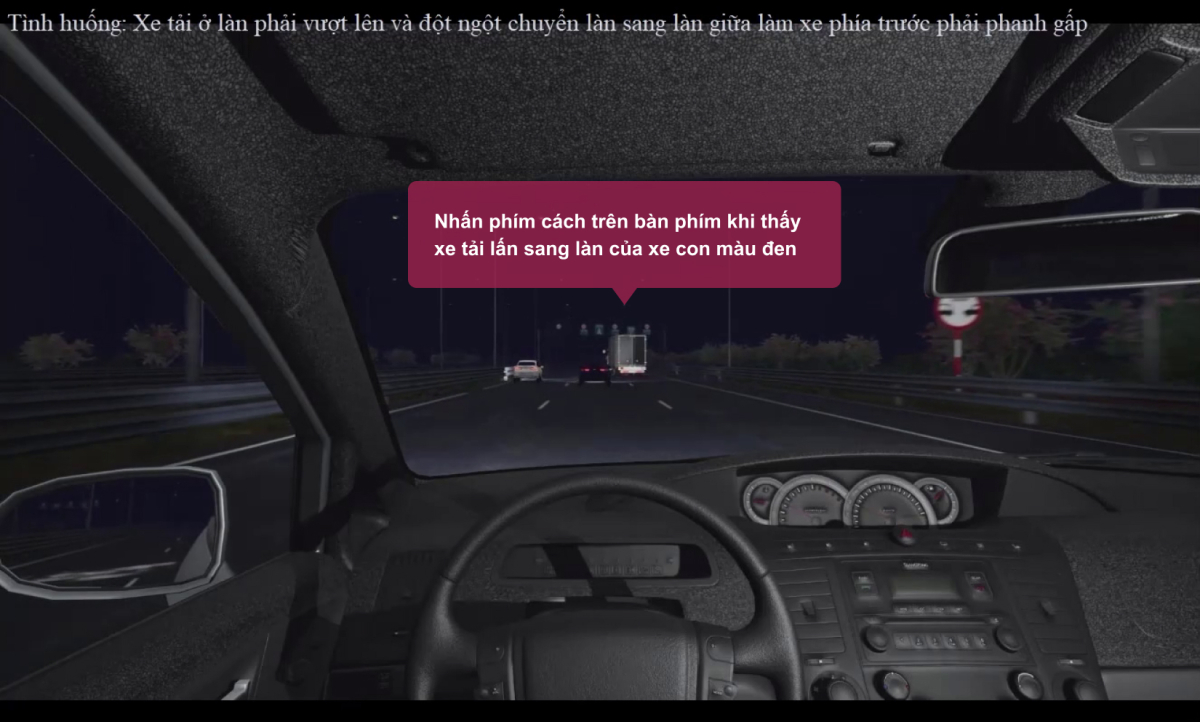 Tình huống: Xe tải ở làn phải vượt lên và đột ngột chuyển làn sang làn giữa làm xe phía trước phải phanh gấp
Nhấn phím cách trên bàn phím khi thấy
xe tải lấn sang làn của xe con màu đen